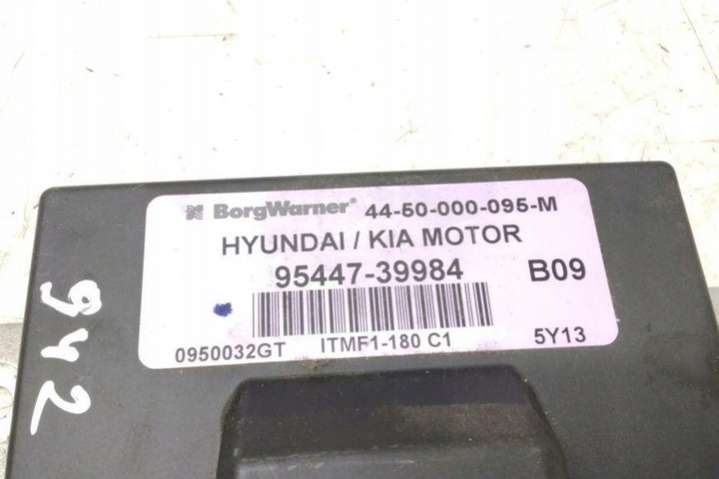 BorgWarner® 44-50-000-095-M
HYUNDAI / KIA MOTOR
95447-39984 B09
0950032GT ITMF1-180 C1 5Y13
942